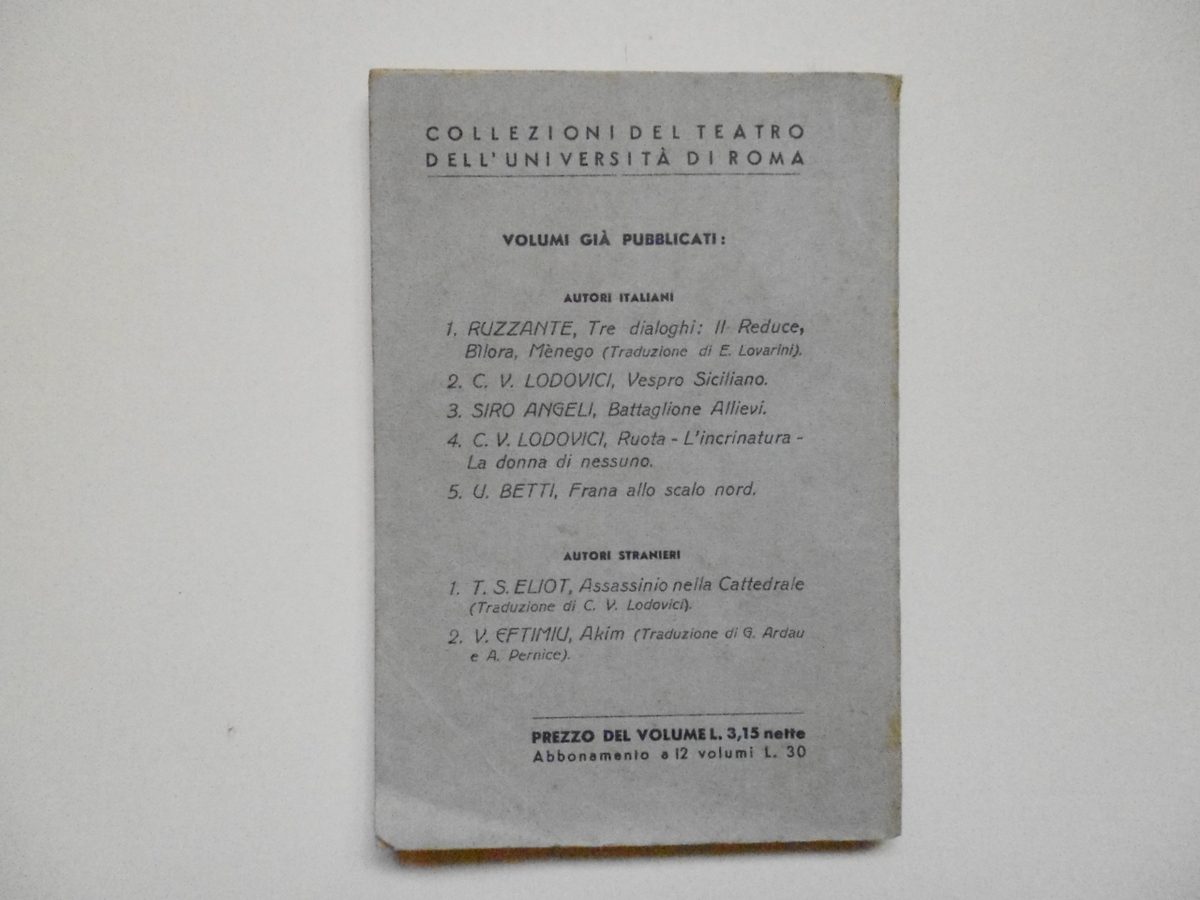 COLLEZIONI DEL TEATRO
DELL'UNIVERSITÀ DI ROMA
VOLUMI GIÀ PUBBLICATI:
AUTORI ITALIANI
1. RUZZANTE, Tre dialoghi: Il Reduce,
Bìlora, Mènego (Traduzione di E. Lovarini).
2. C. V. LODOVICI, Vespro Siciliano.
3. SIRO ANGELI, Battaglione Allievi.
4. C. V. LODOVICI, Ruota - L'incrinatura -
La donna di nessuno.
5. U. BETTI, Frana allo scalo nord.
AUTORI STRANIERI
1. T. S. ELIOT, Assassinio nella Cattedrale
(Traduzione di C. V. Lodovici).
2. V. EFTIMIU, Akim (Traduzione di G. Ardau
e A. Pernice).
PREZZO DEL VOLUME L. 3,15 nette
Abbonamento a 12 volumi L. 30